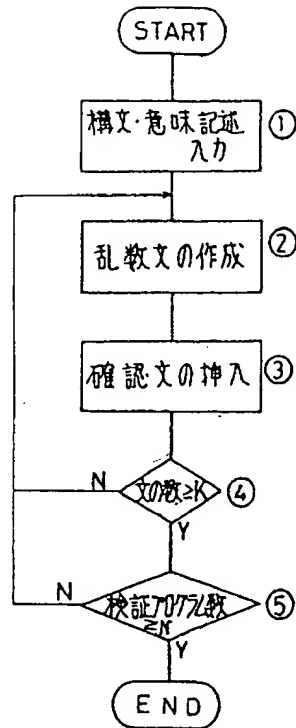 START
構文・意味記述
入力
①
乱数文の作成
②
確認文の挿入
③
N
文の数≥K
④
Y
N
検証プログラム数
≥N
⑤
Y
END